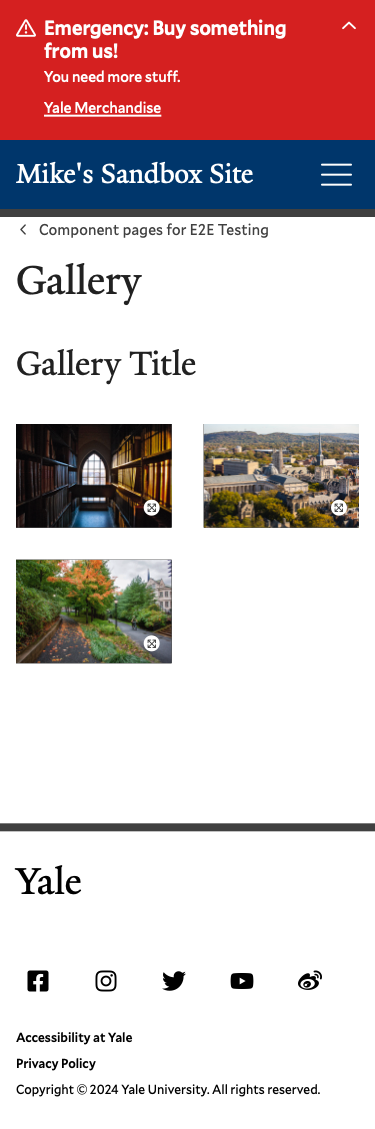 Emergency: Buy something
from us!
You need more stuff.
Yale Merchandise
Mike's Sandbox Site
Component pages for E2E Testing
Gallery
Gallery Title
Yale
Accessibility at Yale
Privacy Policy
Copyright © 2024 Yale University. All rights reserved.